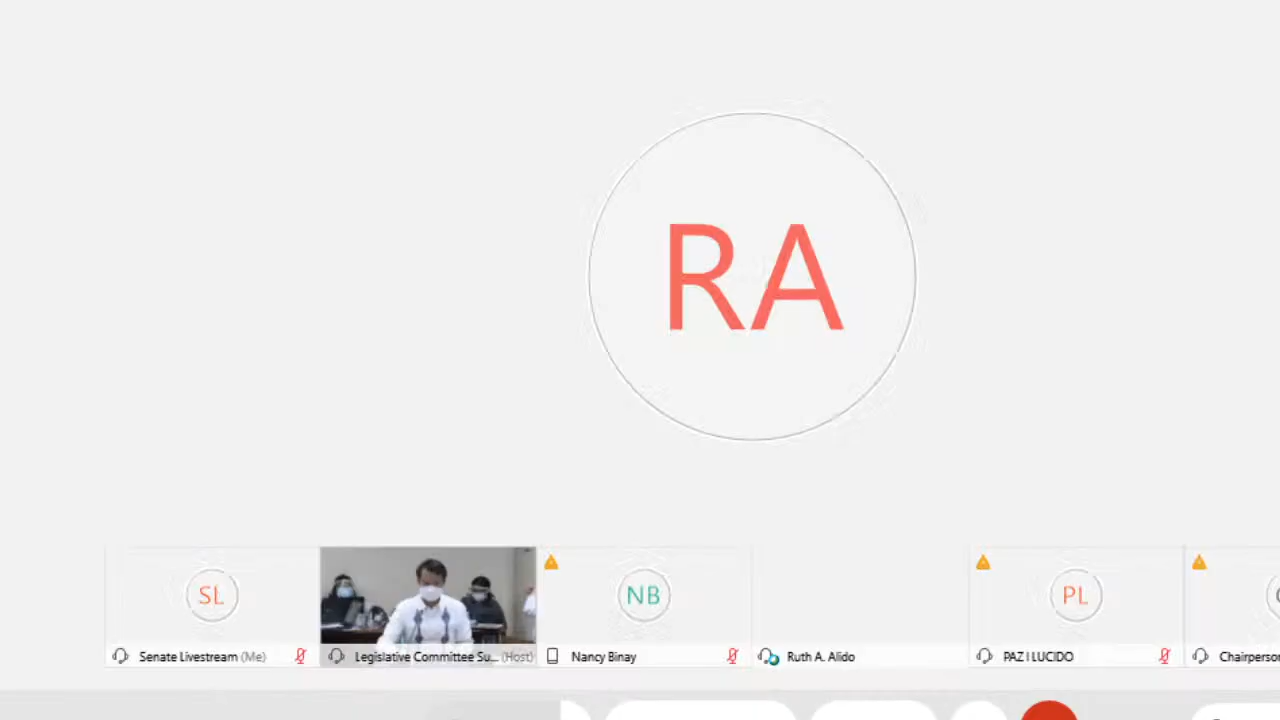 RA
SL
NB
PL
Senate Livestream (Me)
Legislative Committee Su... (Host)
Nancy Binay
Ruth A. Alido
PAZ I LUCIDO
Chairperson